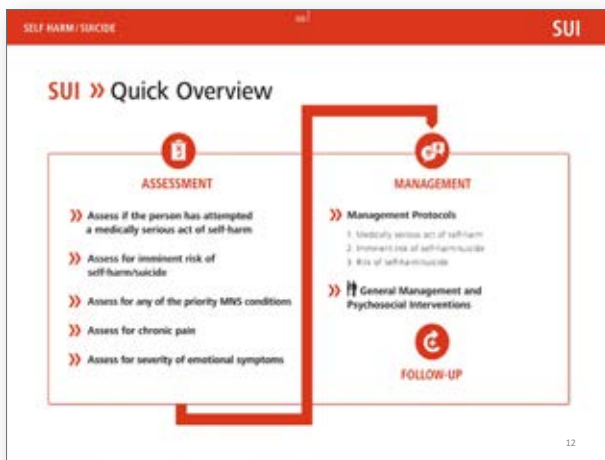 SELF HARM/SUICIDE
SUI
SUI » Quick Overview
ASSESSMENT
» Assess if the person has attempted
a medically serious act of self-harm
» Assess for imminent risk of
self-harm/suicide
» Assess for any of the priority MNS conditions
» Assess for chronic pain
» Assess for severity of emotional symptoms
MANAGEMENT
» Management Protocols
1. Medically serious act of self-harm
2. Imminent risk of self-harm/suicide
3. Risk of self-harm/suicide
» General Management and
Psychosocial Interventions
FOLLOW-UP
12